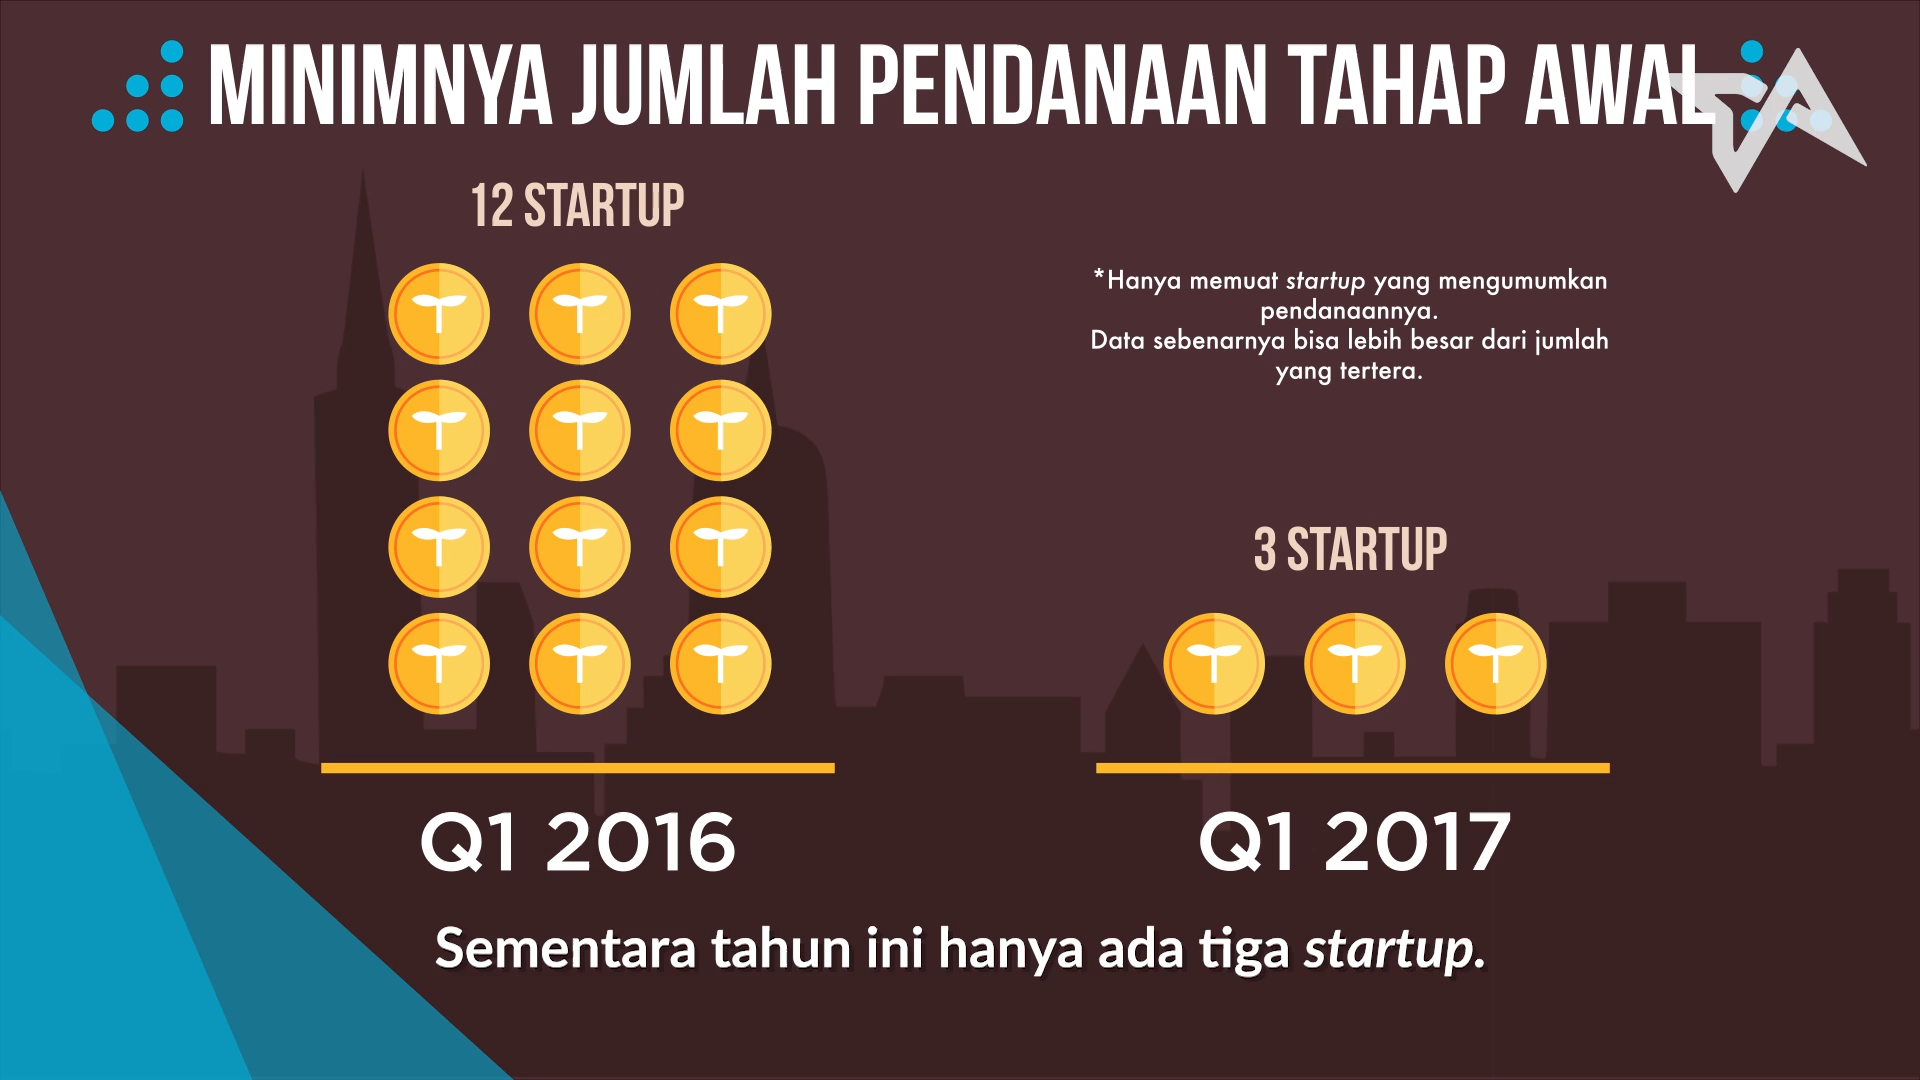 MINIMNYA JUMLAH PENDANAAN TAHAP AWAL
12 STARTUP
*Hanya memuat startup yang mengumumkan
pendanaannya.
Data sebenarnya bisa lebih besar dari jumlah
yang tertera.
3 STARTUP
Q1 2016
Q1 2017
Sementara tahun ini hanya ada tiga startup.